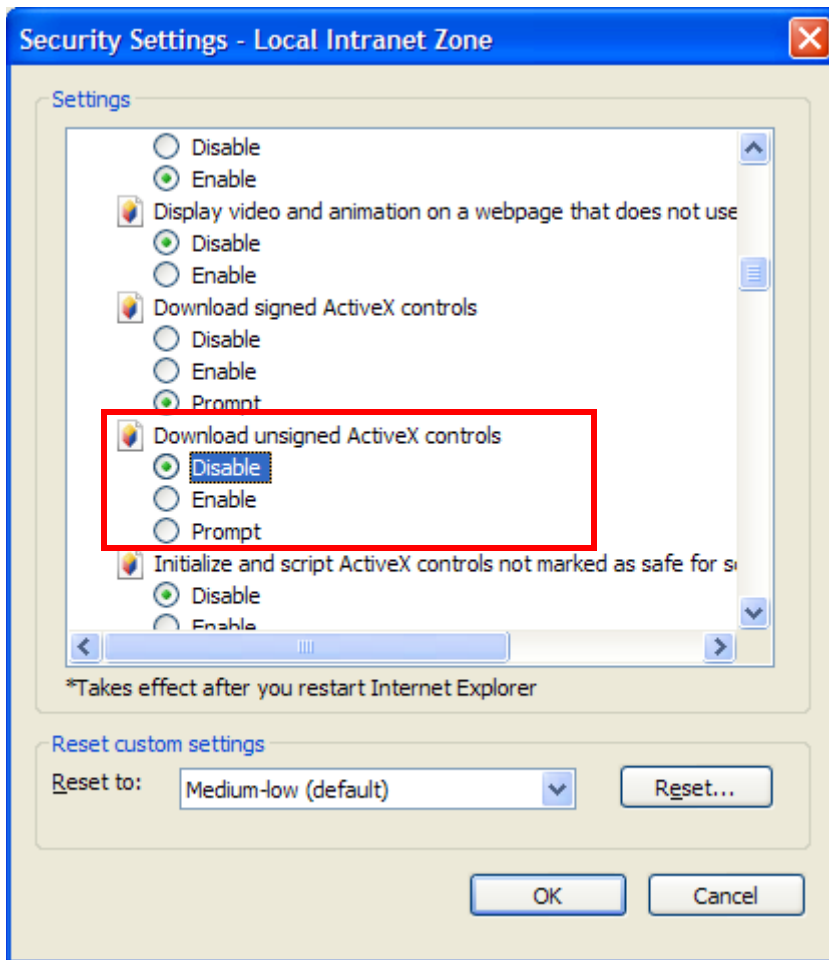 Security Settings - Local Intranet Zone
Settings
Disable
Enable
Display video and animation on a webpage that does not use
Disable
Enable
Download signed ActiveX controls
Disable
Enable
Prompt
Download unsigned ActiveX controls
Disable
Enable
Prompt
Initialize and script ActiveX controls not marked as safe for
Disable
Enable
*Takes effect after you restart Internet Explorer
Reset custom settings
Reset to: Medium-low (default) Reset...
OK Cancel